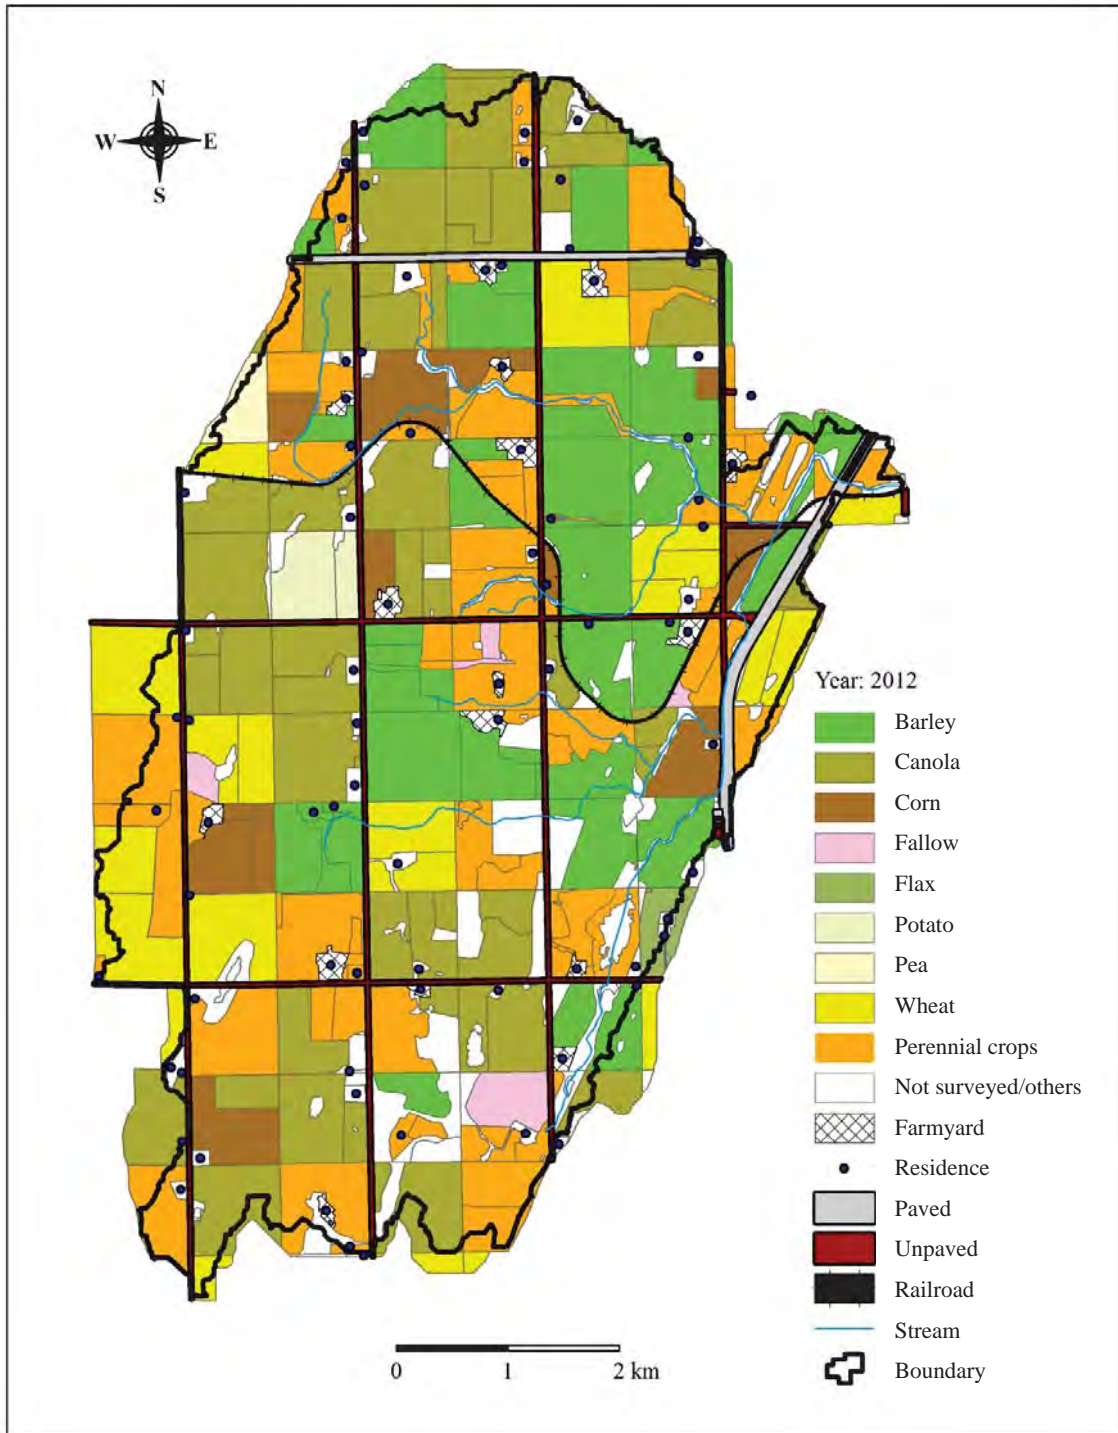 N
W E
S
Year: 2012
Barley
Canola
Corn
Fallow
Flax
Potato
Pea
Wheat
Perennial crops
Not surveyed/others
Farmyard
Residence
Paved
Unpaved
Railroad
Stream
Boundary
0 1 2 km